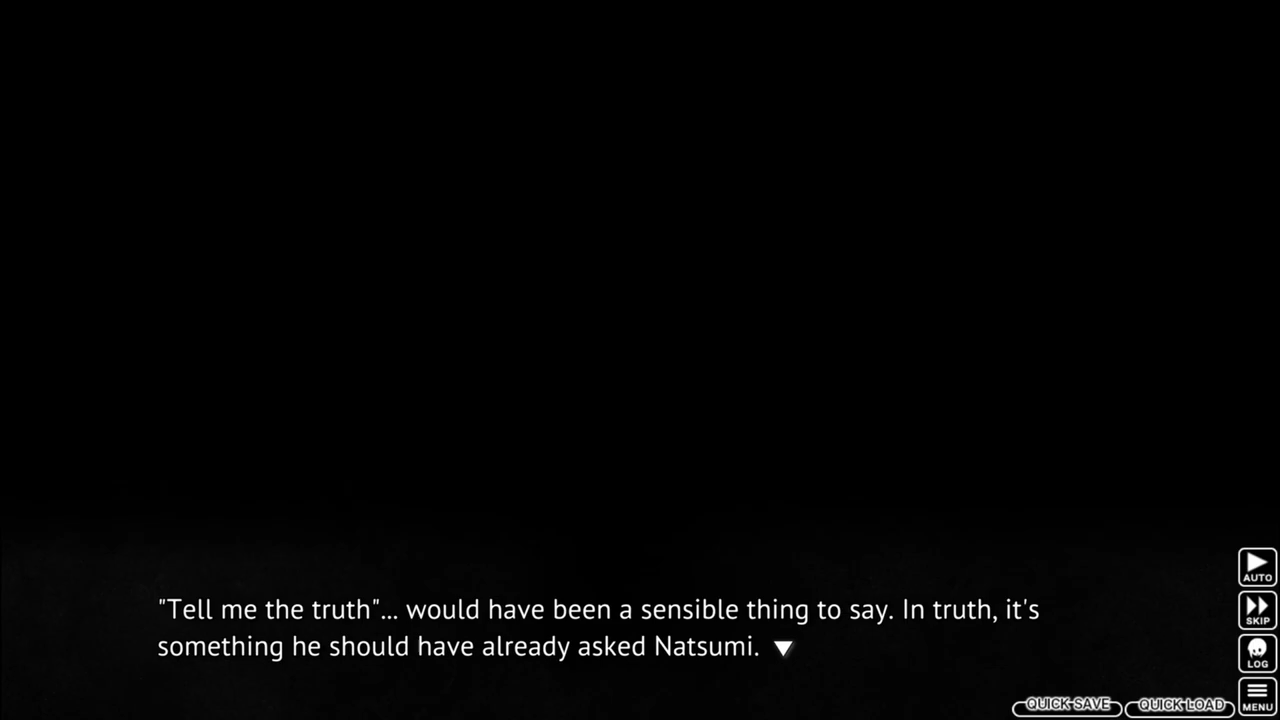 "Tell me the truth"... would have been a sensible thing to say. In truth, it's
something he should have already asked Natsumi.
AUTO
SKIP
LOG
MENU
QUICK SAVE QUICK LOAD